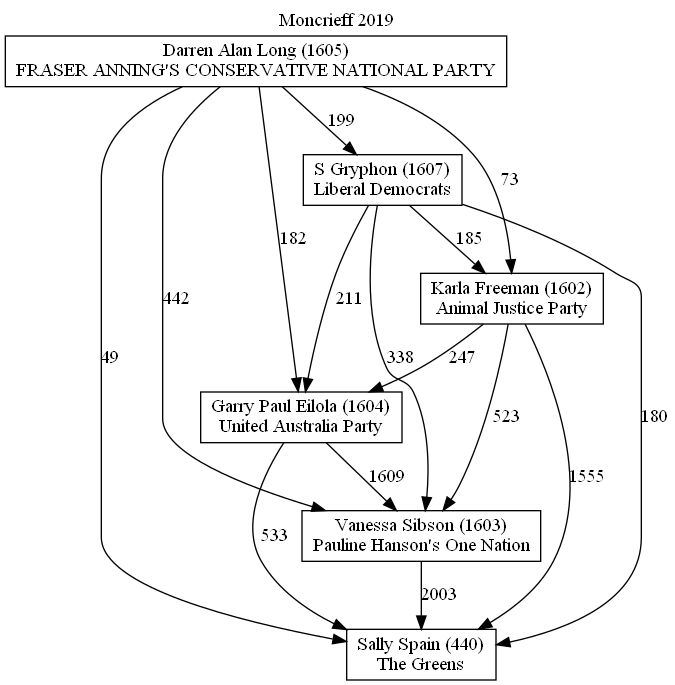 Moncrieff 2019
Darren Alan Long (1605)
FRASER ANNING'S CONSERVATIVE NATIONAL PARTY
199
S Gryphon (1607)
Liberal Democrats
73
182
185
442
211
Karla Freeman (1602)
Animal Justice Party
49
338
247
Garry Paul Eilola (1604)
United Australia Party
523
180
1609
1555
533
Vanessa Sibson (1603)
Pauline Hanson's One Nation
2003
Sally Spain (440)
The Greens